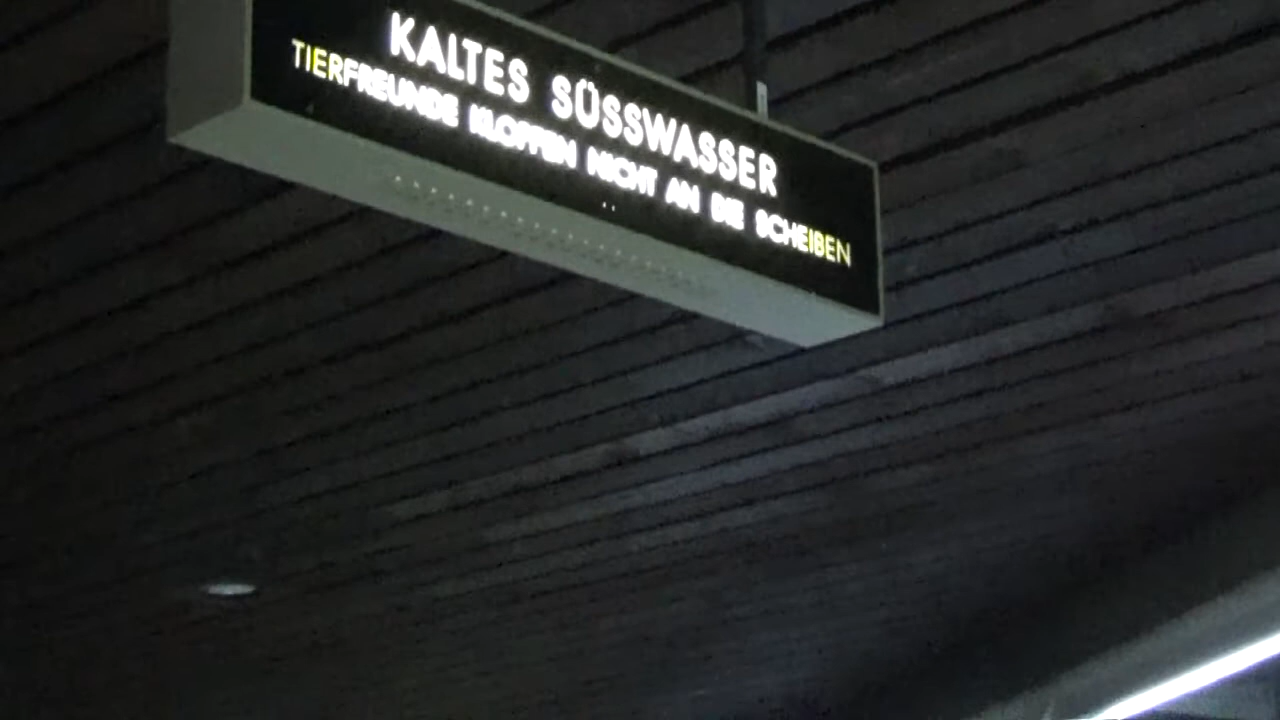 KALTES SÜSSWASSER
TIERFREUNDE KLOPFEN NICHT AN DIE SCHEIBEN